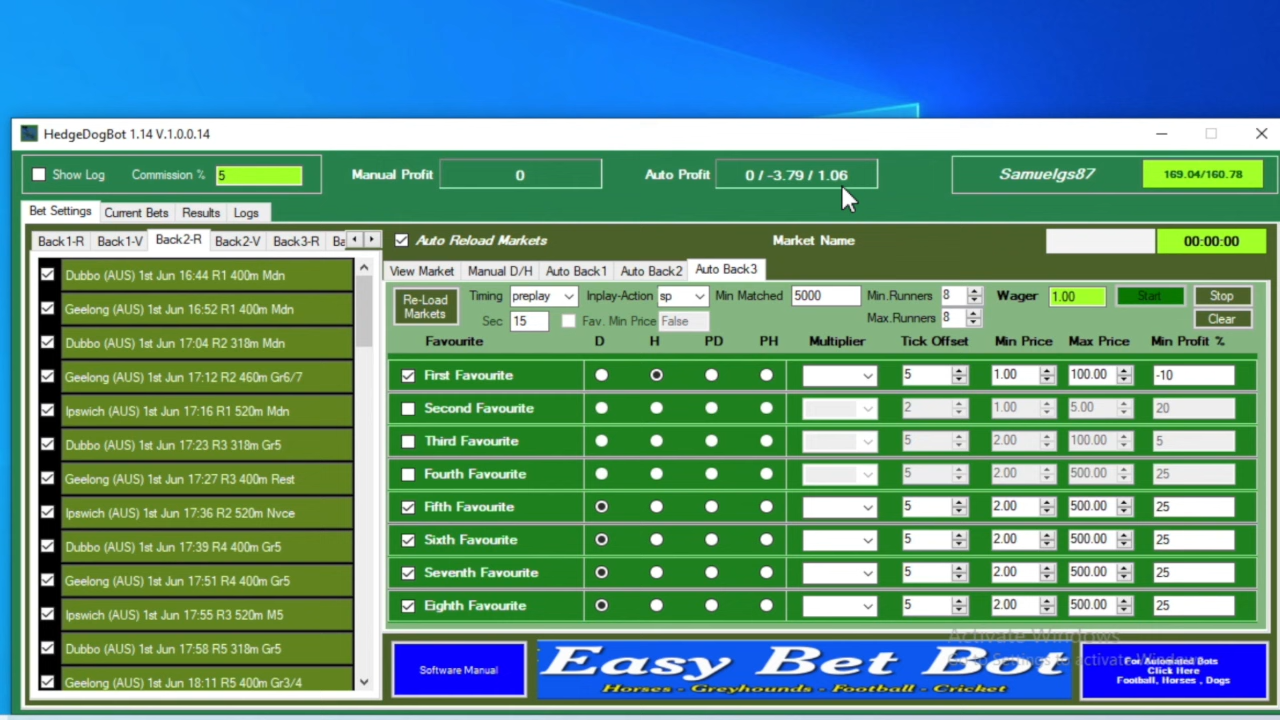 HedgeDogBot 1.14 V.1.0.0.14
Show Log Commission % 5 Manual Profit 0 Auto Profit 0 / -3.79 / 1.06 Samuelgs87 169.04/160.78
Bet Settings Current Bets Results Logs
Back1-R Back1-V Back2-R Back2-V Back3-R Ba
Dubbo (AUS) 1st Jun 16:44 R1 400m Mdn
Geelong (AUS) 1st Jun 16:52 R1 400m Mdn
Dubbo (AUS) 1st Jun 17:04 R2 318m Mdn
Geelong (AUS) 1st Jun 17:12 R2 460m Gr6/7
Ipswich (AUS) 1st Jun 17:16 R1 520m Mdn
Dubbo (AUS) 1st Jun 17:23 R3 318m Gr5
Geelong (AUS) 1st Jun 17:27 R3 400m Rest
Ipswich (AUS) 1st Jun 17:36 R2 520m Nvce
Dubbo (AUS) 1st Jun 17:39 R4 400m Gr5
Geelong (AUS) 1st Jun 17:51 R4 400m Gr5
Ipswich (AUS) 1st Jun 17:55 R3 520m M5
Dubbo (AUS) 1st Jun 17:58 R5 318m Gr5
Geelong (AUS) 1st Jun 18:11 R5 400m Gr3/4
Auto Reload Markets Market Name 00:00:00
View Market Manual D/H Auto Back1 Auto Back2 Auto Back3
Re-Load
Markets
Timing preplay Inplay-Action sp Min Matched 5000 Min.Runners 8 Wager 1.00 Start Stop
Sec 15 Fav. Min Price False Max.Runners 8 Clear
Favourite D H PD PH Multiplier Tick Offset Min Price Max Price Min Profit %
First Favourite 5 1.00 100.00 -10
Second Favourite 2 1.00 5.00 20
Third Favourite 5 2.00 100.00 5
Fourth Favourite 5 2.00 500.00 25
Fifth Favourite 5 2.00 500.00 25
Sixth Favourite 5 2.00 500.00 25
Seventh Favourite 5 2.00 500.00 25
Eighth Favourite 5 2.00 500.00 25
Activate Windows
Go to Settings to activate Windows.
Software Manual
Easy Bet Bot
Horses - Greyhounds - Football - Cricket
For Automated Bots
Click Here
Football, Horses , Dogs